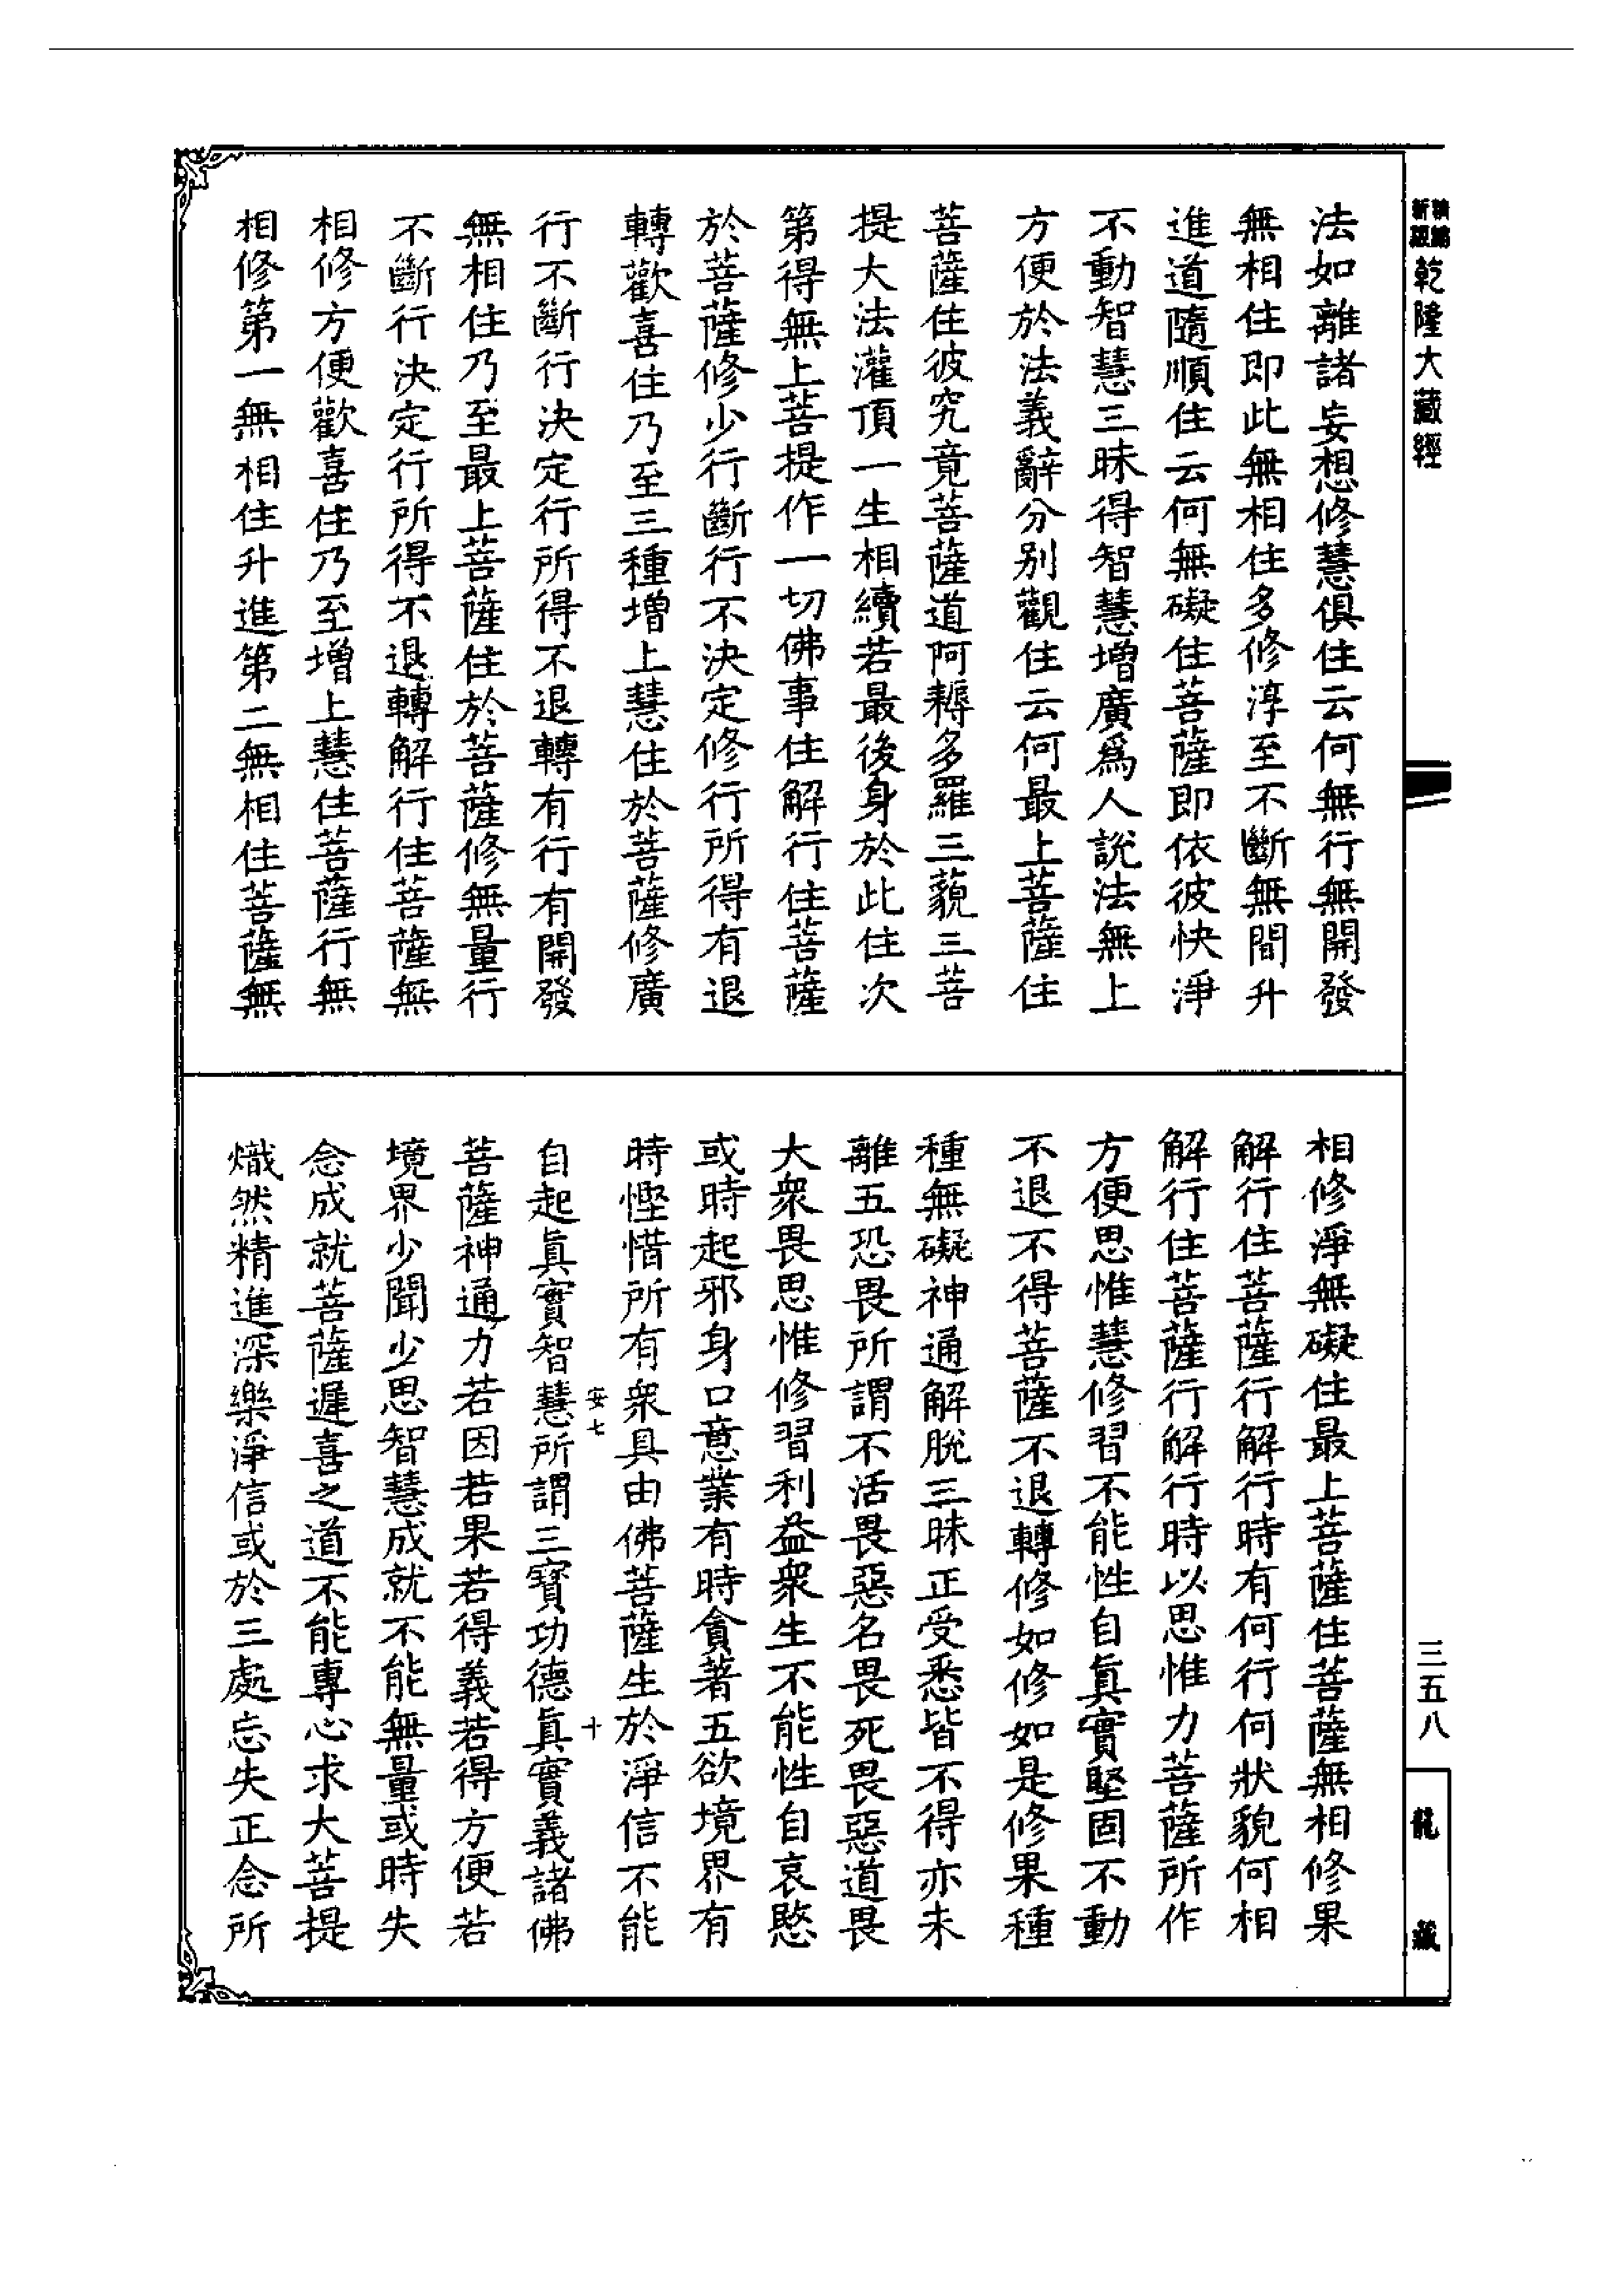 新編縮版乾隆大藏經
法如離諸妄想修慧俱住云何無行無開發
無相住即此無相住多修淳至不斷無間升
進道隨順住云何無礙住菩薩即依彼快淨
不動智慧三昧得智慧增廣爲人說法無上
方便於法義辭分别觀住云何最上菩薩住
菩薩住彼究竟菩薩道阿耨多羅三藐三菩
提大法灌頂一生相續若最後身於此住次
第得無上菩提作一切佛事住解行住菩薩
於菩薩修少行斷行不決定修行所得有退
轉歡喜住乃至三種增上慧住於菩薩修廣
行不斷行決定行所得不退轉有行有開發
無相住乃至最上菩薩住於菩薩修無量行
不斷行決定行所得不退轉解行住菩薩無
相修方便歡喜住乃至增上慧住菩薩行無
相修第一無相住升進第二無相住菩薩無
相修淨無礙住最上菩薩住菩薩無相修果
解行住菩薩行解行時有何行何狀貌何相
解行住菩薩行解行時以思惟力菩薩所作
方便思惟慧修習不能性自眞實堅固不動
不退不得菩薩不退轉修如修如是修果種
種無礙神通解脫三昧正受悉皆不得亦未
離五恐畏所謂不活畏惡名畏死畏惡道畏
大衆畏思惟修習利益衆生不能性自哀愍
或時起邪身口意業有時貪著五欲境界有
時慳惜所有衆具由佛菩薩生於淨信不能
安七
十
自起眞實智慧所謂三寶功德眞實義諸佛
菩薩神通力若因若果若得義若得方便若
境界少聞少思智慧成就不能無量或時失
念成就菩薩遲喜之道不能專心求大菩提
熾然精進深樂淨信或於三處忘失正念所
三五八
龍藏